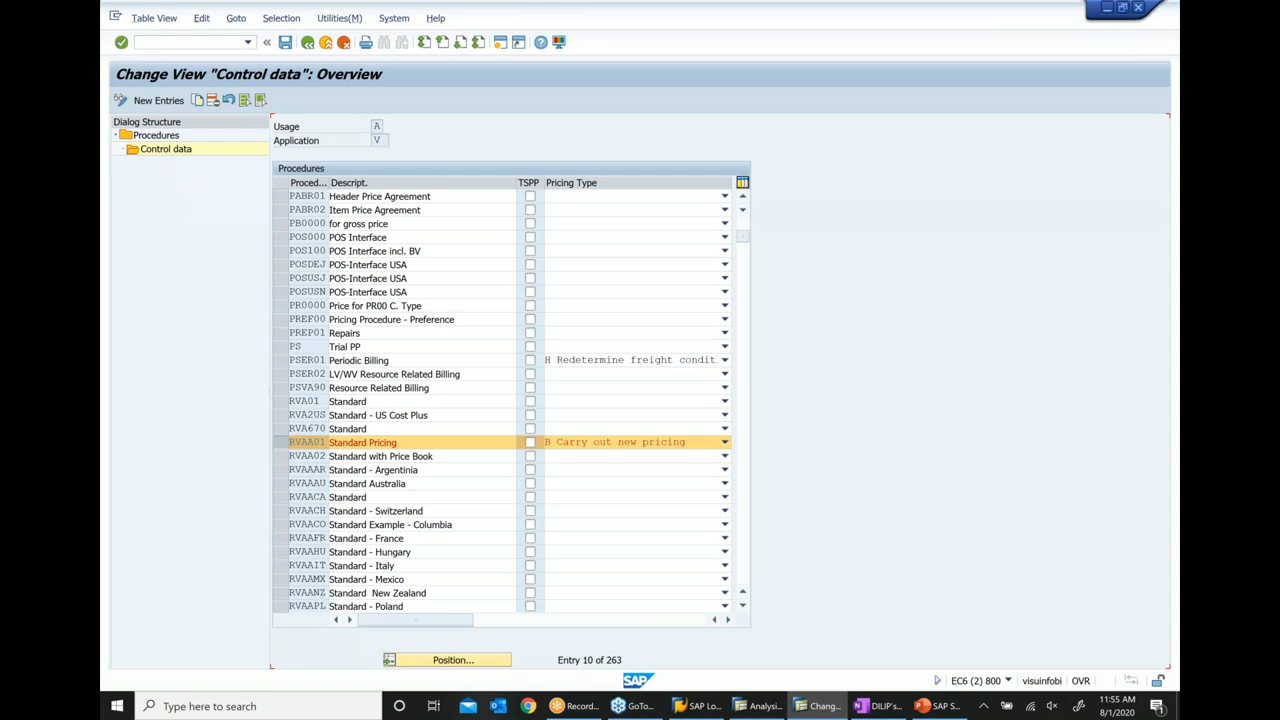 Table View Edit Goto Selection Utilities(M) System Help
Change View "Control data": Overview
New Entries
Dialog Structure
Procedures
Control data
Usage A
Application V
Procedures
Proced... Descript. TSPP Pricing Type
PABR01 Header Price Agreement
PABR02 Item Price Agreement
PB0000 for gross price
POS000 POS Interface
POS100 POS Interface incl. BV
POSDEJ POS-Interface USA
POSUSJ POS-Interface USA
POSUSN POS-Interface USA
PR0000 Price for PR00 C. Type
PREF00 Pricing Procedure - Preference
PREP01 Repairs
PS Trial PP
PSER01 Periodic Billing H Redetermine freight condit.
PSER02 LV/WV Resource Related Billing
PSVA90 Resource Related Billing
RVA01 Standard
RVA2US Standard - US Cost Plus
RVA670 Standard
RVAA01 Standard Pricing B Carry out new pricing
RVAA02 Standard with Price Book
RVAAAR Standard - Argentinia
RVAAAU Standard Australia
RVAACA Standard
RVAACH Standard - Switzerland
RVAACO Standard Example - Columbia
RVAAFR Standard - France
RVAAHU Standard - Hungary
RVAAIT Standard - Italy
RVAAMX Standard - Mexico
RVAANZ Standard New Zealand
RVAAPL Standard - Poland
Position... Entry 10 of 263
SAP EC6 (2) 800 visuinfobi OVR
Type here to search Record... GoTo... SAP Lo... Analysi... Chang... DILIP's... SAP S... 11:55 AM
8/1/2020